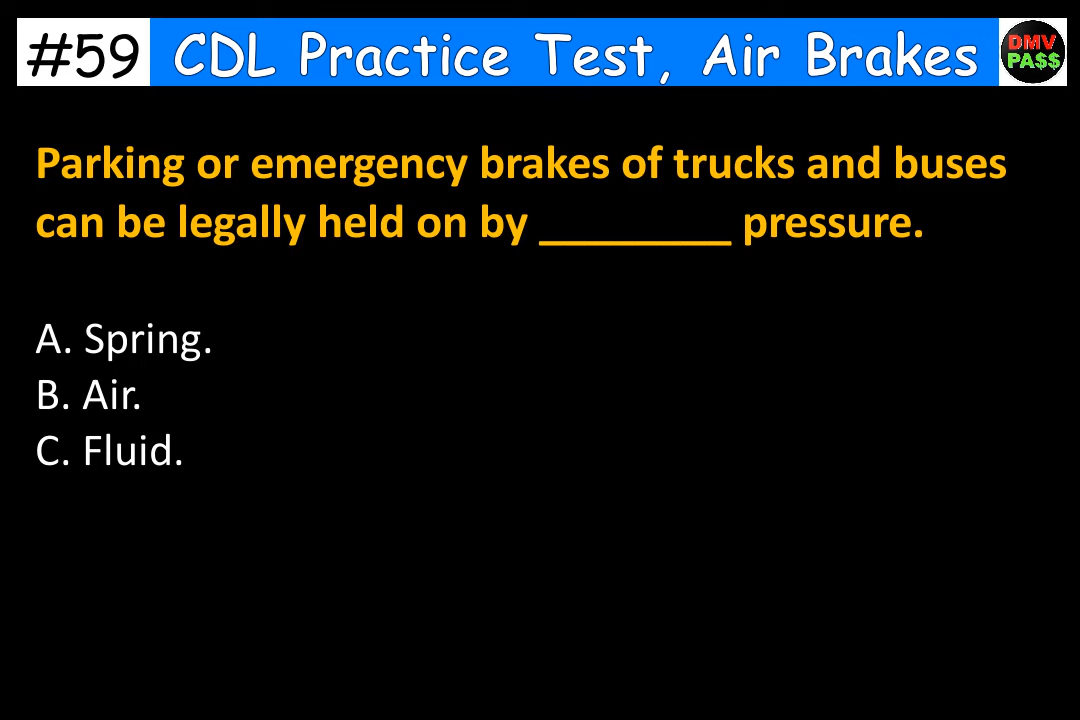 #59 CDL Practice Test, Air Brakes
DMV
PA$$
Parking or emergency brakes of trucks and buses
can be legally held on by ________ pressure.
A. Spring.
B. Air.
C. Fluid.